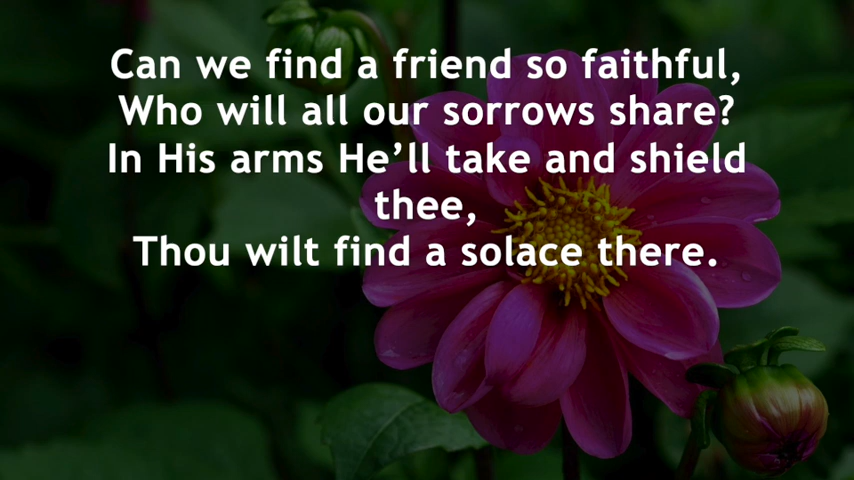 Can we find a friend so faithful,
Who will all our sorrows share?
In His arms He’ll take and shield
thee,
Thou wilt find a solace there.